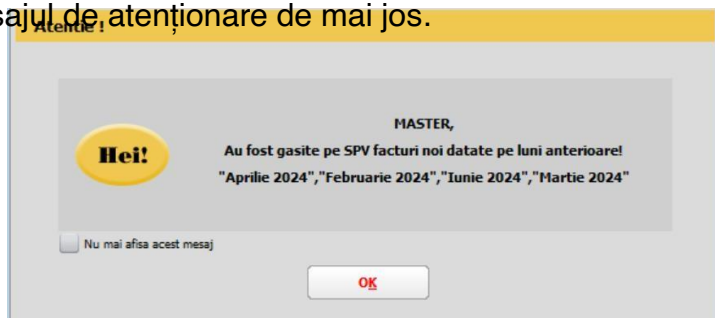 sajul de atenționare de mai jos.
Atentie !
MASTER,
Hei!
Au fost gasite pe SPV facturi noi datate pe luni anterioare!
"Aprilie 2024","Februarie 2024","Iunie 2024","Martie 2024"
Nu mai afisa acest mesaj
OK